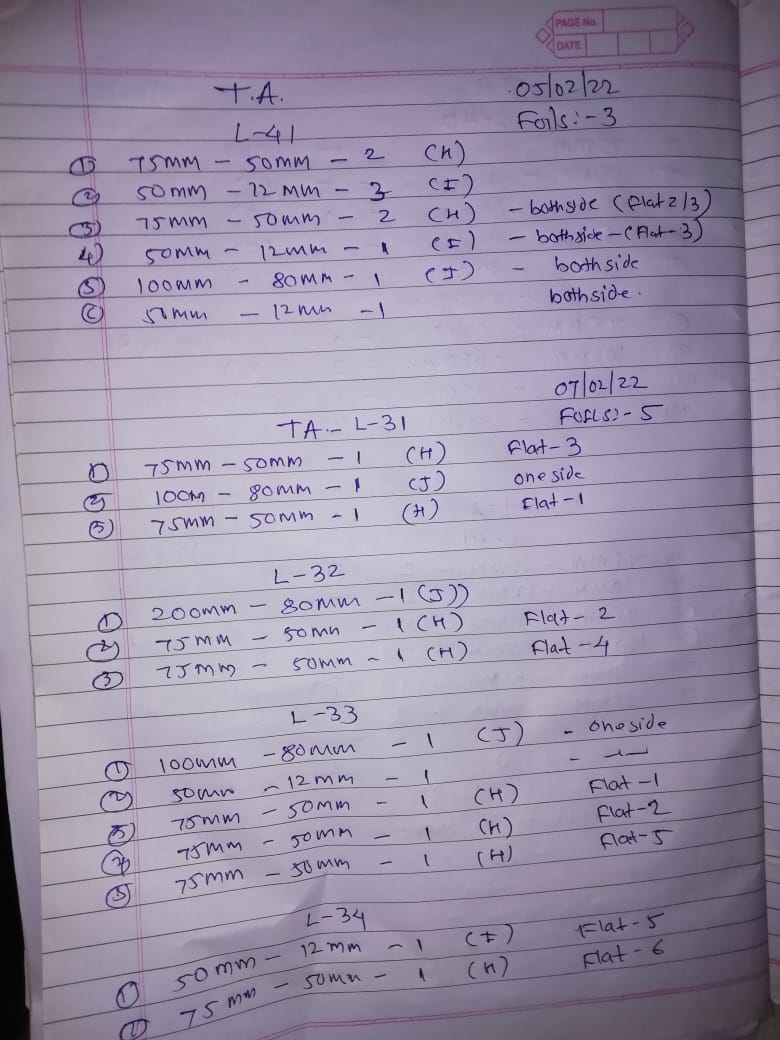 PAGE No.
DATE
T.A. 05/02/22
L-41 Foils:-3
① 75mm - 50mm - 2 (H)
② 50mm - 12mm - 3 (I)
③ 75mm - 50mm - 2 (H) - bothside (flat 2/3)
4) 50mm - 12mm - 1 (I) - bothside - (Flat-3)
⑤ 100mm - 80mm - 1 (J) - both side
50mm - 12mm - 1 bothside.
07/02/22
TA.- L-31 FOILS:-5
① 75mm - 50mm - 1 (H) Flat-3
② 100m - 80mm - 1 (J) one side
③ 75mm - 50mm - 1 (H) Flat-1
L-32
① 200mm - 80mm - 1 (J))
② 75mm - 50mm - 1 (H) Flat- 2
③ 75mm - 50mm - 1 (H) Flat-4
L-33
① 100mm - 80mm - 1 (J) - oneside
② 50mm - 12mm - 1 - -"-
③ 75mm - 50mm - 1 (H) Flat-1
④ 75mm - 50mm - 1 (H) Flat-2
⑤ 75mm - 50mm - 1 (H) Flat-5
L-34
① 50mm - 12mm - 1 (I) Flat-5
② 75mm - 50mm - 1 (H) Flat-6